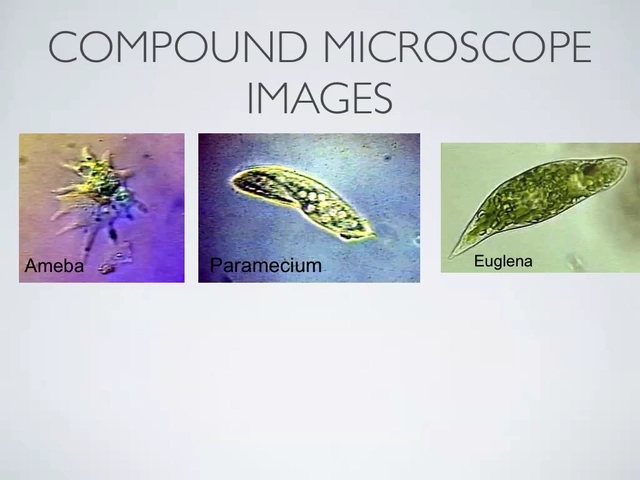 COMPOUND MICROSCOPE
IMAGES
Ameba
Paramecium
Euglena